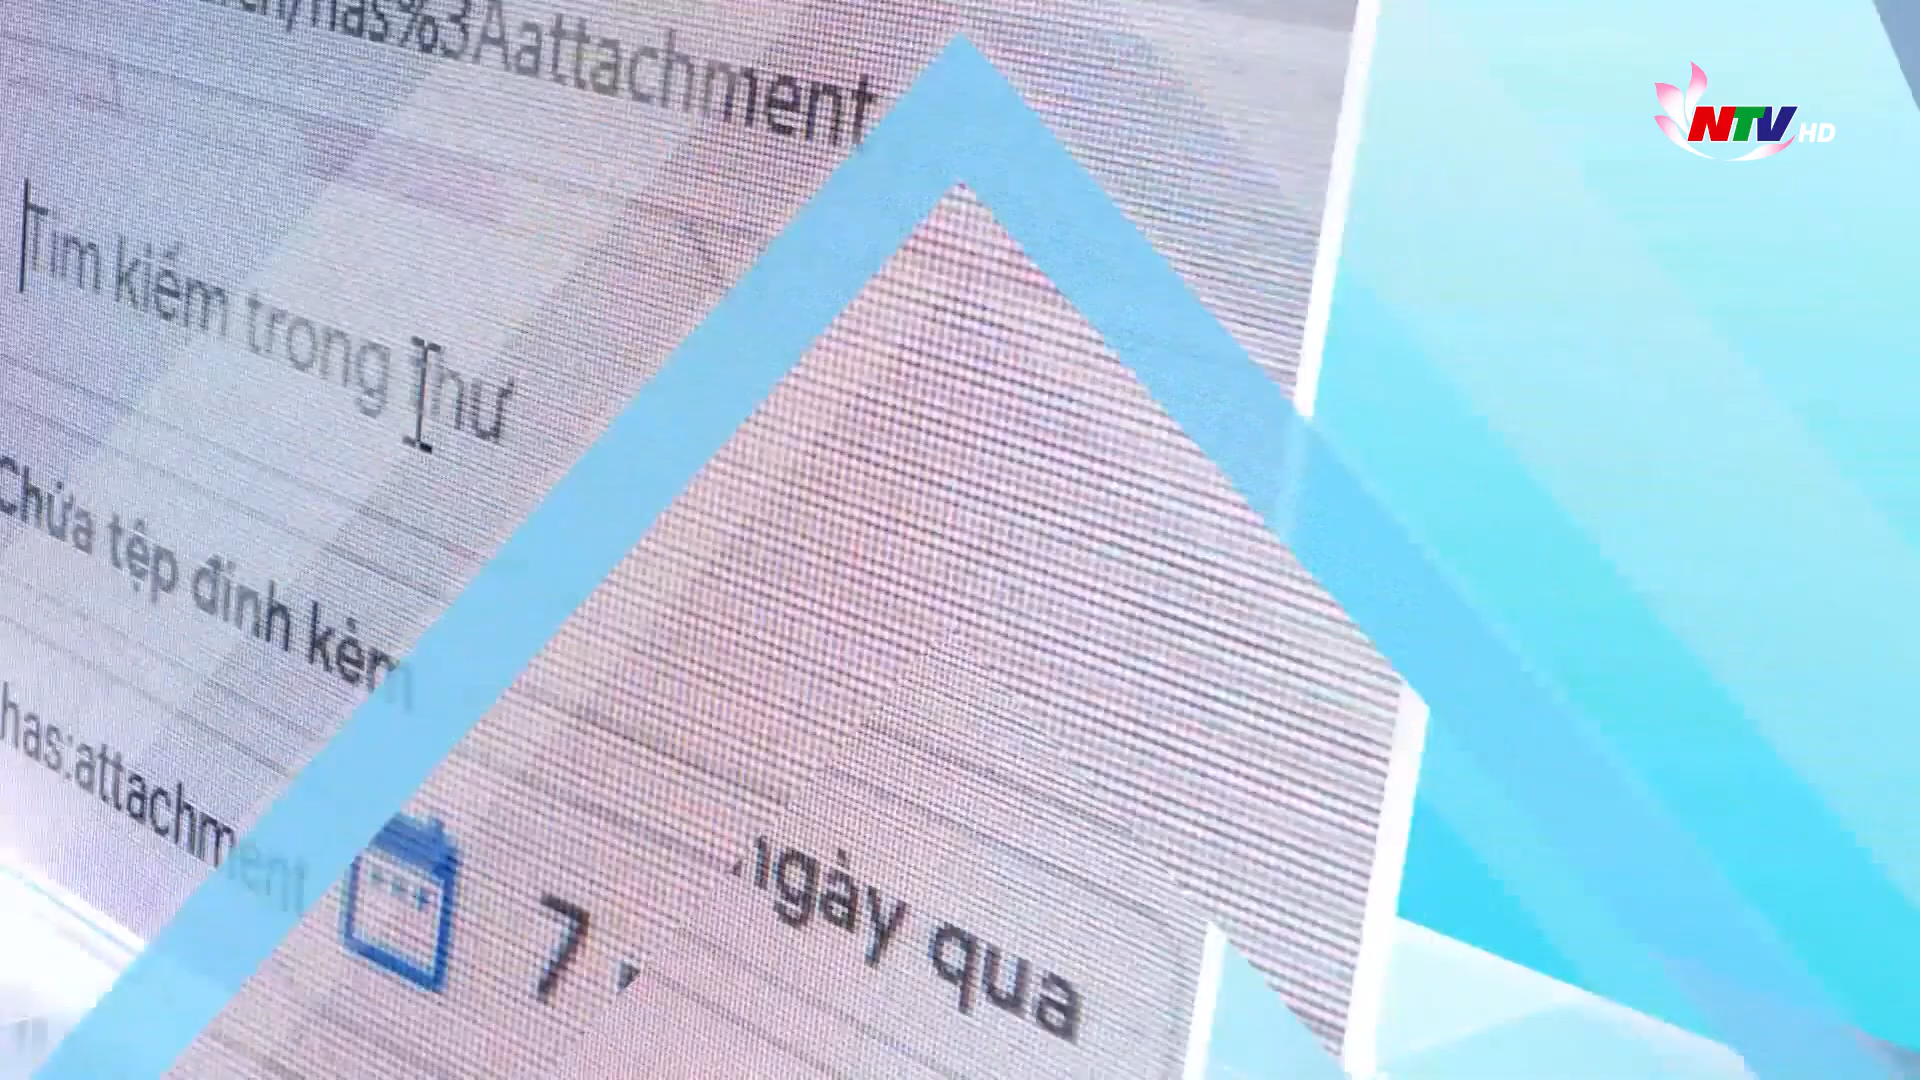 has%3Aattachment
NTV HD
Tìm kiếm trong thư
Chứa tệp đính kèm
has:attachment
7 ngày qua